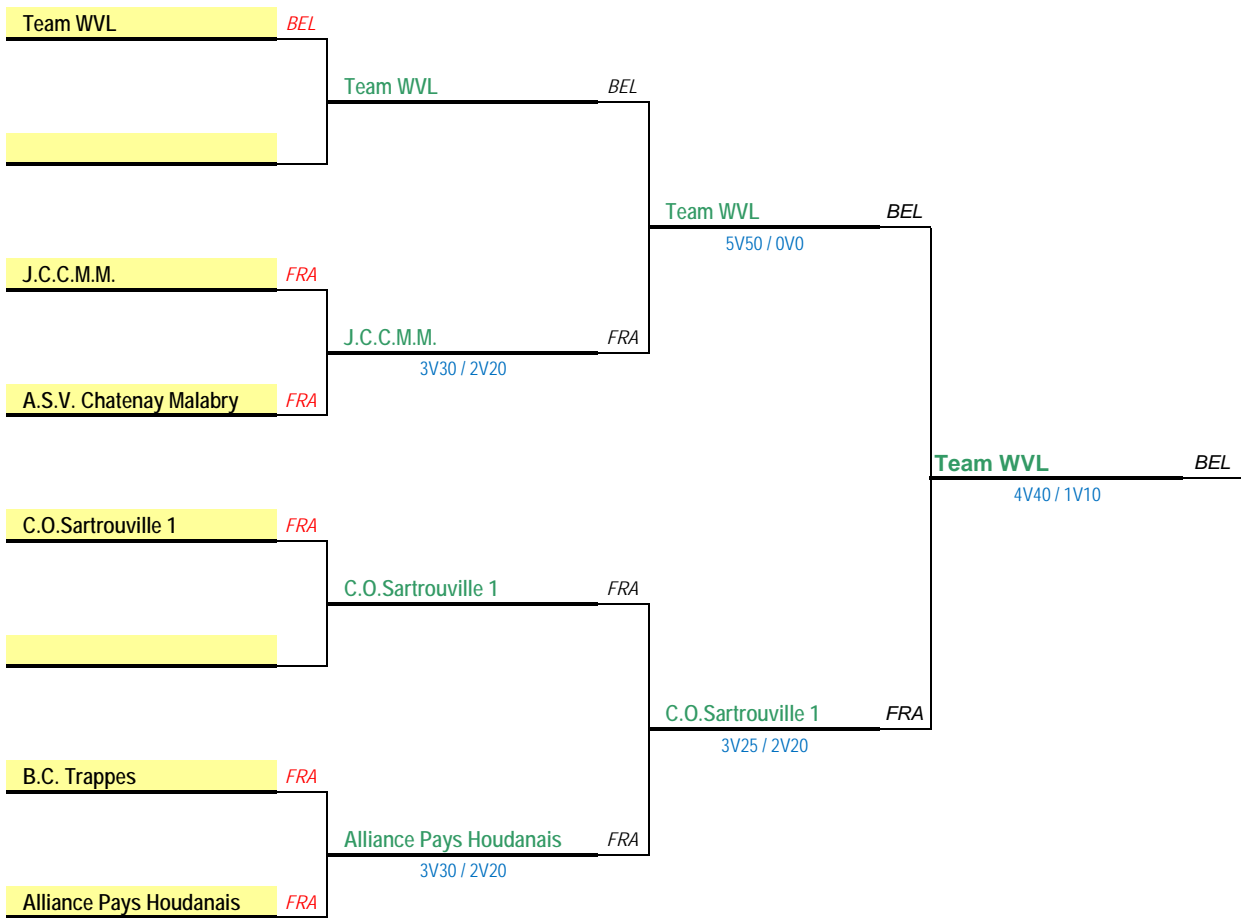 Team WVL BEL
Team WVL BEL
Team WVL BEL
5V50 / 0V0
J.C.C.M.M. FRA
J.C.C.M.M. FRA
3V30 / 2V20
A.S.V. Chatenay Malabry FRA
Team WVL BEL
4V40 / 1V10
C.O.Sartrouville 1 FRA
C.O.Sartrouville 1 FRA
C.O.Sartrouville 1 FRA
3V25 / 2V20
B.C. Trappes FRA
Alliance Pays Houdanais FRA
3V30 / 2V20
Alliance Pays Houdanais FRA